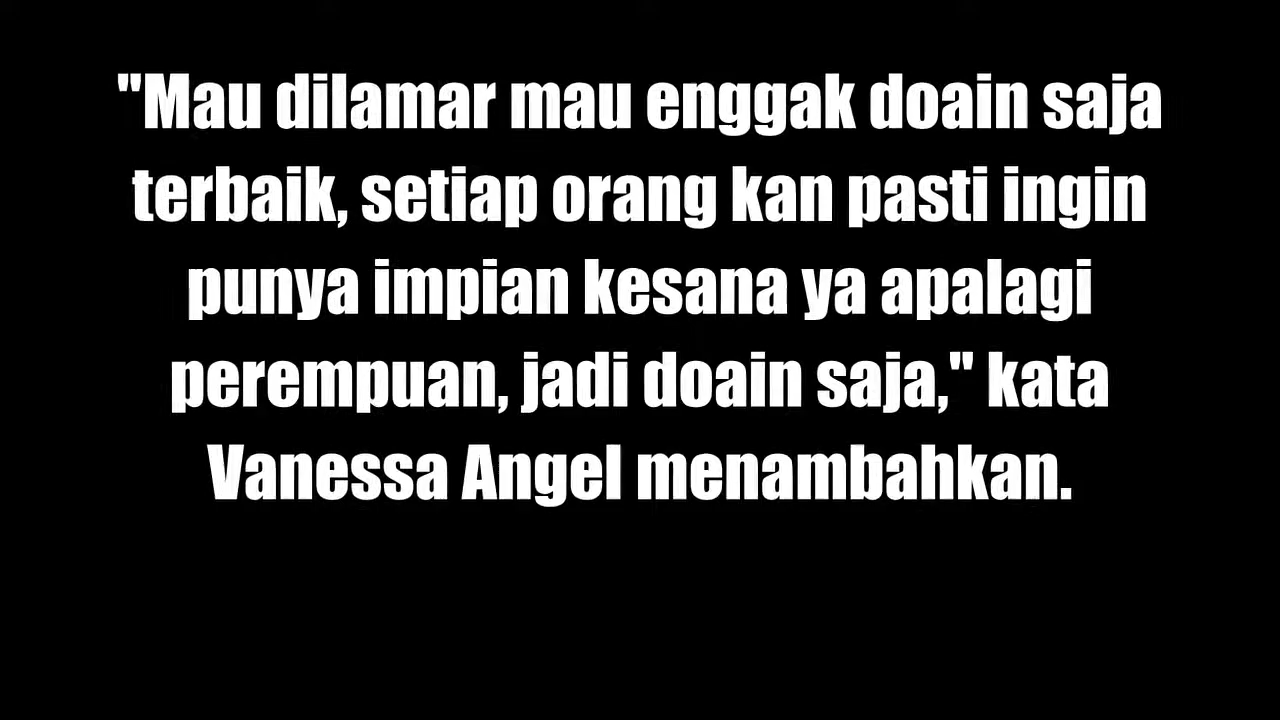 "Mau dilamar mau enggak doain saja
terbaik, setiap orang kan pasti ingin
punya impian kesana ya apalagi
perempuan, jadi doain saja," kata
Vanessa Angel menambahkan.